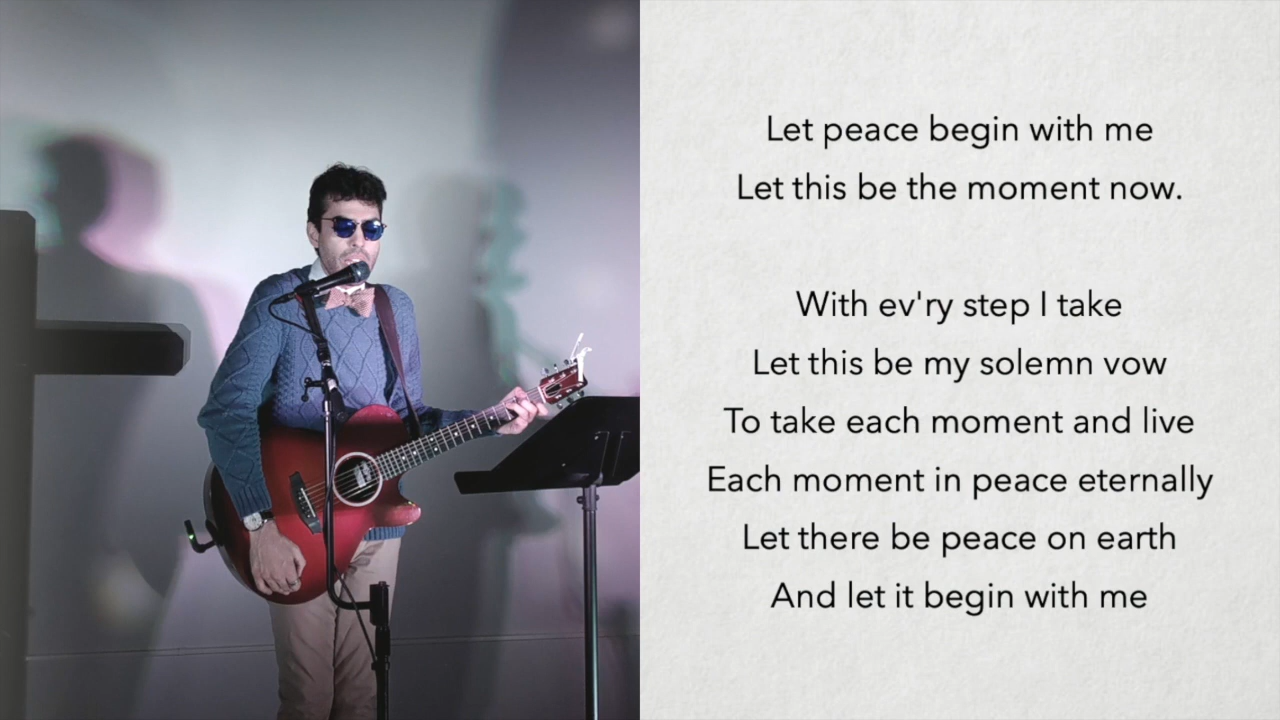 Let peace begin with me
Let this be the moment now.
With ev'ry step I take
Let this be my solemn vow
To take each moment and live
Each moment in peace eternally
Let there be peace on earth
And let it begin with me